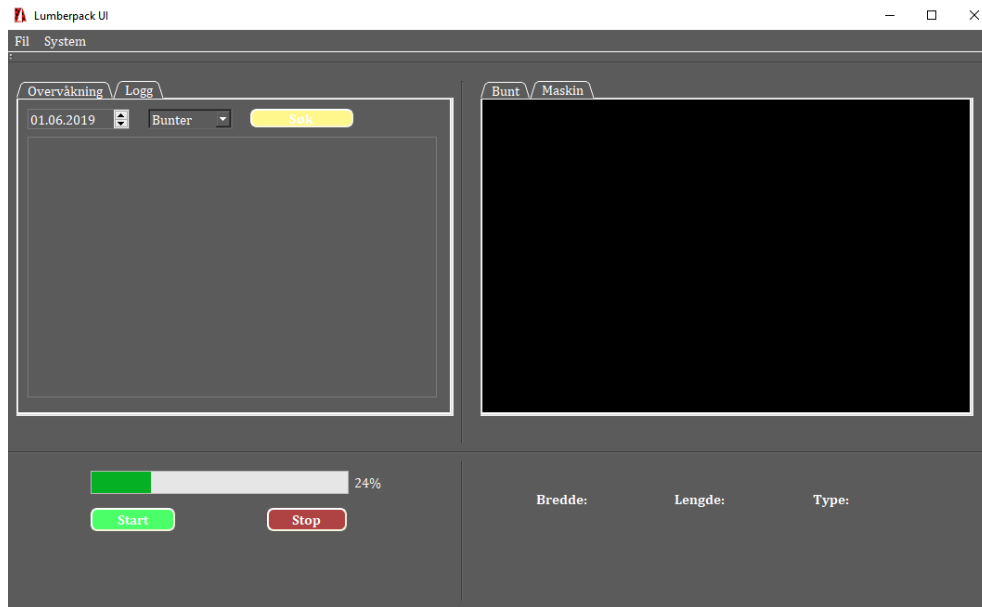 Lumberpack UI
Fil System
Overvåkning Logg
01.06.2019 Bunter Søk
Bunt Maskin
24%
Start Stop
Bredde: Lengde: Type: